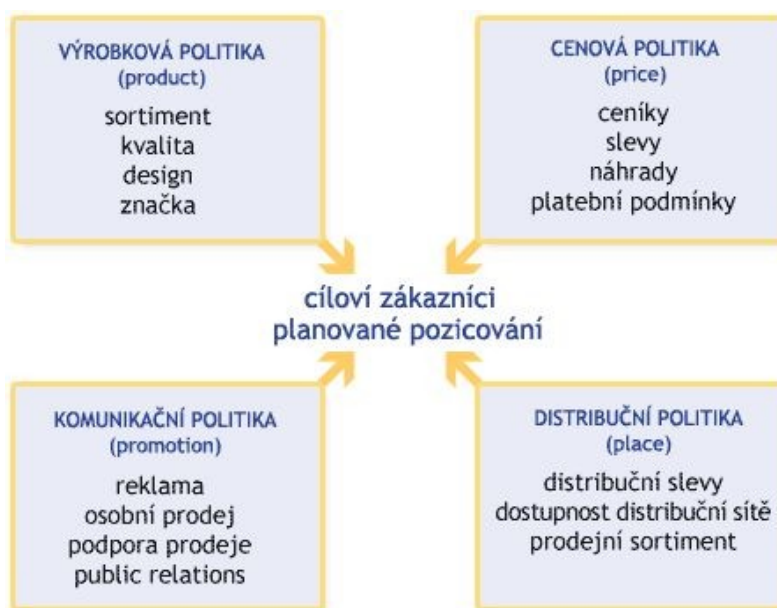 VÝROBKOVÁ POLITIKA
(product)
sortiment
kvalita
design
značka
CENOVÁ POLITIKA
(price)
ceníky
slevy
náhrady
platební podmínky
cíloví zákazníci
planované pozicování
KOMUNIKAČNÍ POLITIKA
(promotion)
reklama
osobní prodej
podpora prodeje
public relations
DISTRIBUČNÍ POLITIKA
(place)
distribuční slevy
dostupnost distribuční sítě
prodejní sortiment